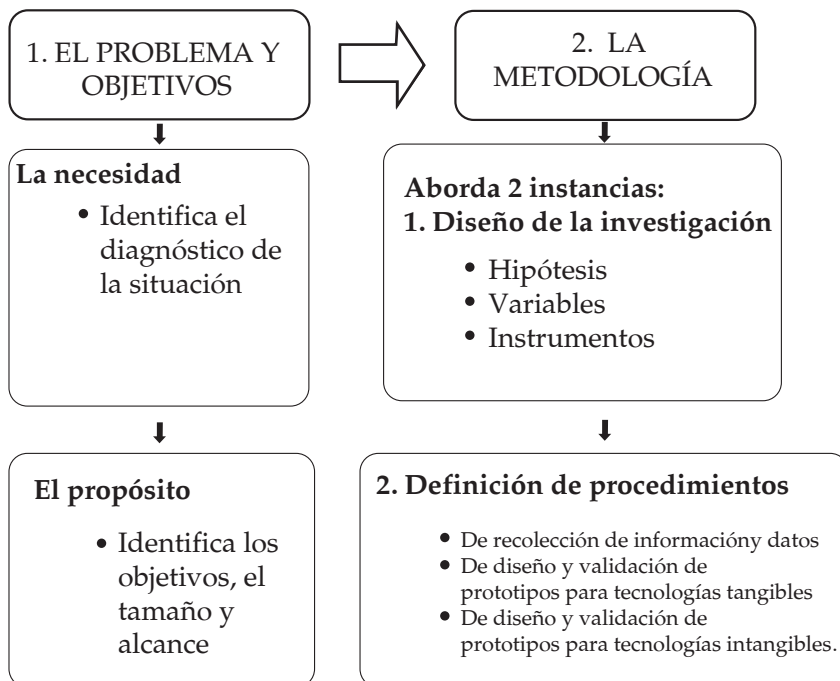 1. EL PROBLEMA Y
OBJETIVOS
La necesidad
• Identifica el
diagnóstico de
la situación
El propósito
• Identifica los
objetivos, el
tamaño y
alcance
2. LA
METODOLOGÍA
Aborda 2 instancias:
1. Diseño de la investigación
• Hipótesis
• Variables
• Instrumentos
2. Definición de procedimientos
• De recolección de informacióny datos
• De diseño y validación de
prototipos para tecnologías tangibles
• De diseño y validación de
prototipos para tecnologías intangibles.